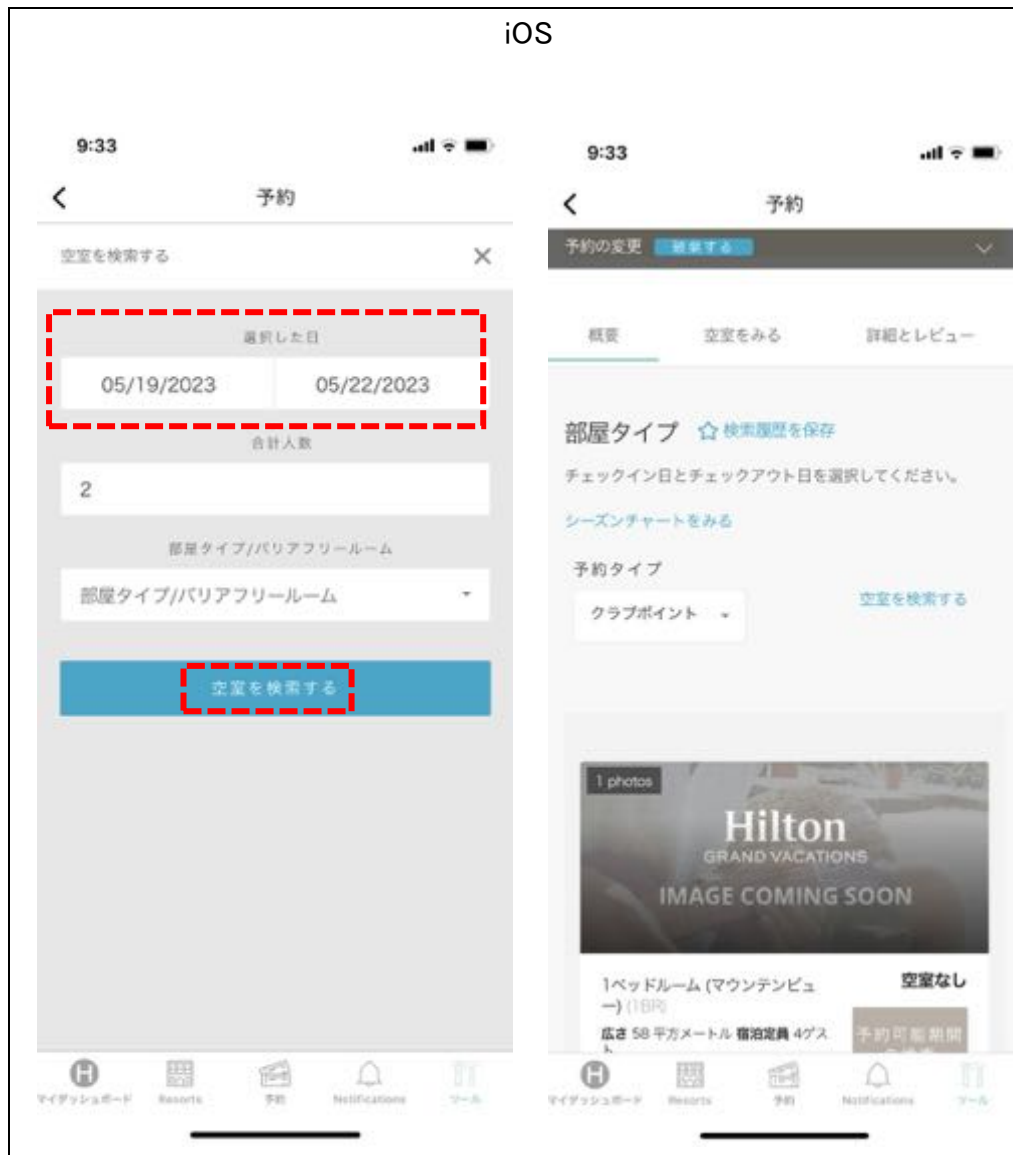 iOS
9:33
予約
空室を検索する
選択した日
05/19/2023 05/22/2023
合計人数
2
部屋タイプ/バリアフリールーム
部屋タイプ/バリアフリールーム
空室を検索する
マイダッシュボード Resorts 予約 Notifications ツール
9:33
予約
予約の変更 破棄する
概要 空室をみる 詳細とレビュー
部屋タイプ 検索履歴を保存
チェックイン日とチェックアウト日を選択してください。
シーズンチャートをみる
予約タイプ
クラブポイント 空室を検索する
1 photos
Hilton
GRAND VACATIONS
IMAGE COMING SOON
1ベッドルーム (マウンテンビュ
ー) (1BR)
空室なし
広さ 58 平方メートル 宿泊定員 4ゲス
ト
予約可能期間
マイダッシュボード Resorts 予約 Notifications ツール